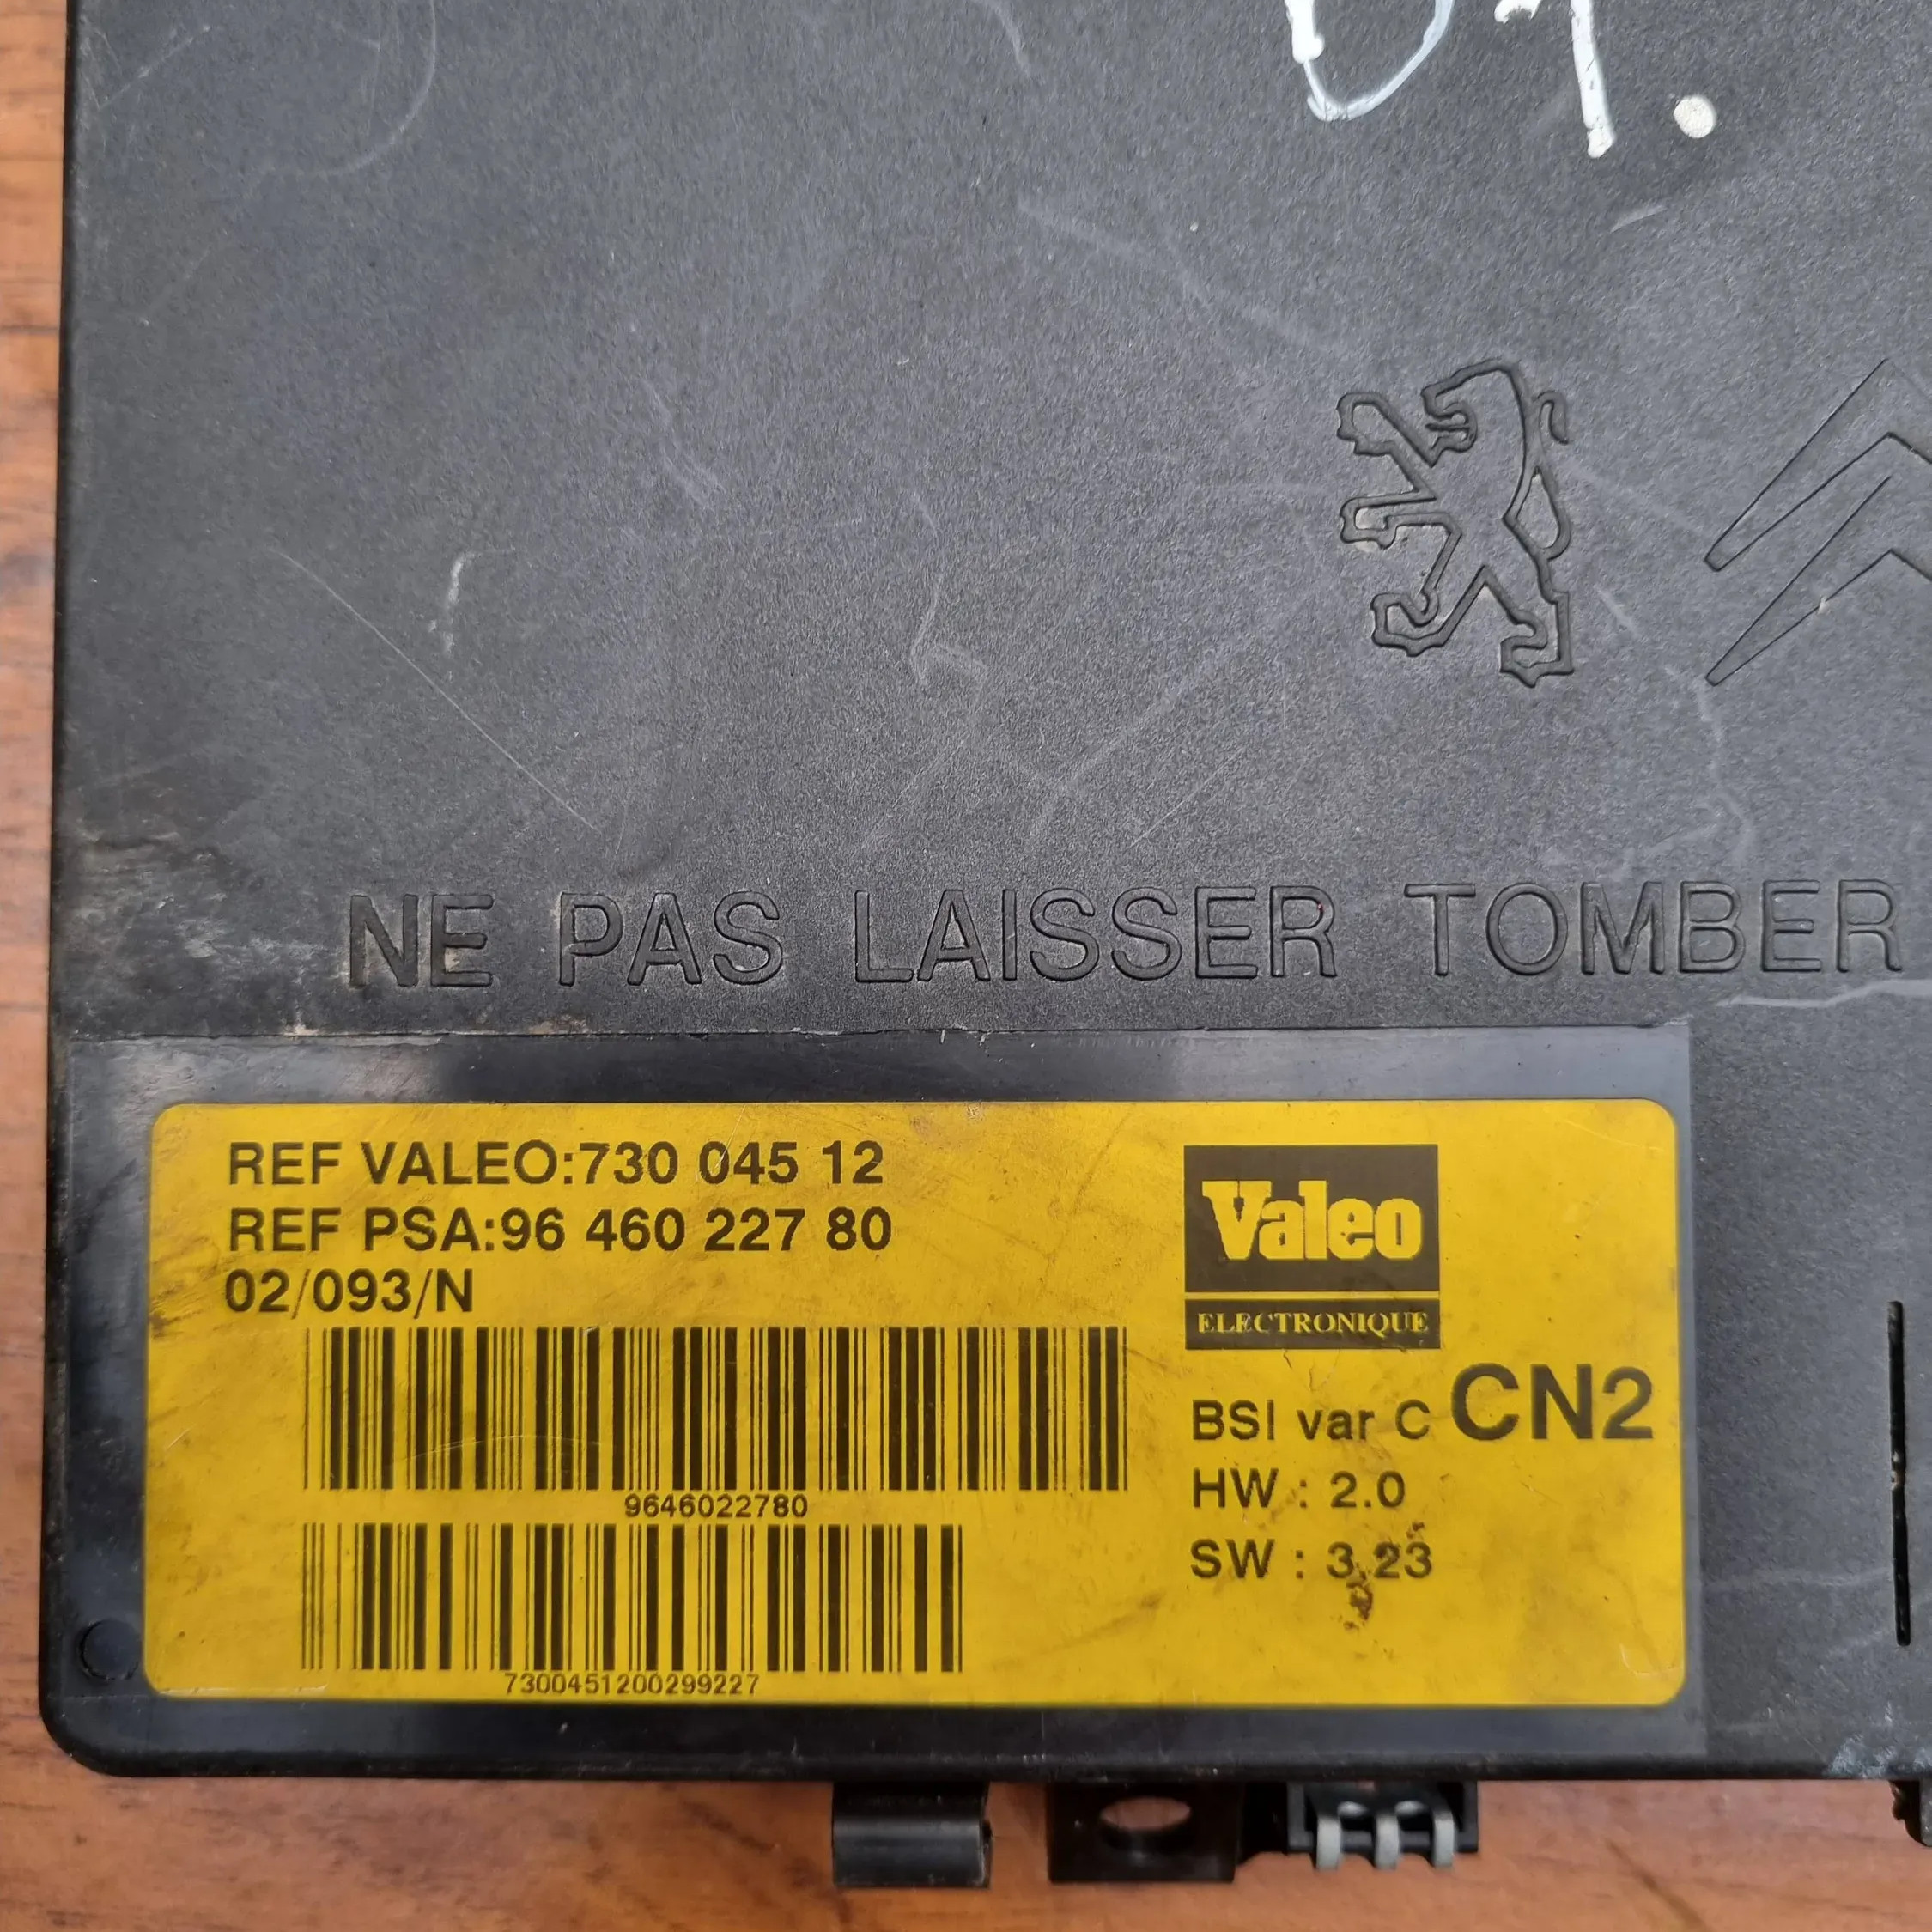 NE PAS LAISSER TOMBER
REF VALEO:730 045 12
REF PSA:96 460 227 80
02/093/N
9646022780
7300451200299227
Valeo
ELECTRONIQUE
BSI var C CN2
HW : 2.0
SW : 3.23